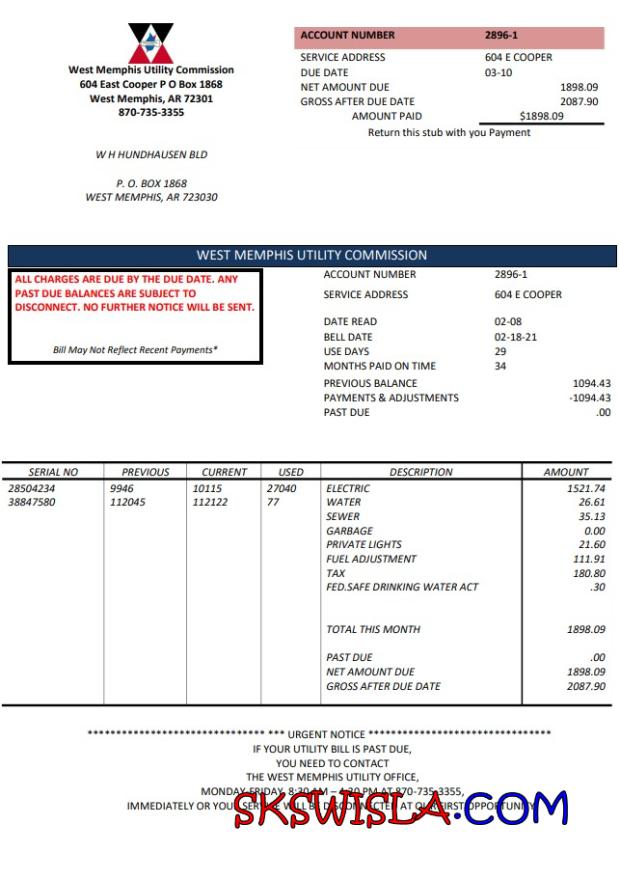 West Memphis Utility Commission
604 East Cooper P O Box 1868
West Memphis, AR 72301
870-735-3355
W H HUNDHAUSEN BLD
P. O. BOX 1868
WEST MEMPHIS, AR 723030
ACCOUNT NUMBER 2896-1
SERVICE ADDRESS 604 E COOPER
DUE DATE 03-10
NET AMOUNT DUE 1898.09
GROSS AFTER DUE DATE 2087.90
AMOUNT PAID $1898.09
Return this stub with you Payment
WEST MEMPHIS UTILITY COMMISSION
ALL CHARGES ARE DUE BY THE DUE DATE. ANY
PAST DUE BALANCES ARE SUBJECT TO
DISCONNECT. NO FURTHER NOTICE WILL BE SENT.
Bill May Not Reflect Recent Payments*
ACCOUNT NUMBER 2896-1
SERVICE ADDRESS 604 E COOPER
DATE READ 02-08
BELL DATE 02-18-21
USE DAYS 29
MONTHS PAID ON TIME 34
PREVIOUS BALANCE 1094.43
PAYMENTS & ADJUSTMENTS -1094.43
PAST DUE .00
SERIAL NO PREVIOUS CURRENT USED DESCRIPTION AMOUNT
28504234 9946 10115 27040 ELECTRIC 1521.74
38847580 112045 112122 77 WATER 26.61
SEWER 35.13
GARBAGE 0.00
PRIVATE LIGHTS 21.60
FUEL ADJUSTMENT 111.91
TAX 180.80
FED.SAFE DRINKING WATER ACT .30
TOTAL THIS MONTH 1898.09
PAST DUE .00
NET AMOUNT DUE 1898.09
GROSS AFTER DUE DATE 2087.90
****************************** *** URGENT NOTICE *******************************
IF YOUR UTILITY BILL IS PAST DUE,
YOU NEED TO CONTACT
THE WEST MEMPHIS UTILITY OFFICE,
MONDAY-FRIDAY, 8:30 AM – 4:30 PM AT 870-735-3355,
IMMEDIATELY OR YOUR SERVICE WILL BE DISCONNECTED AT OUR FIRST OPPORTUNITY
SKSWISLA.COM